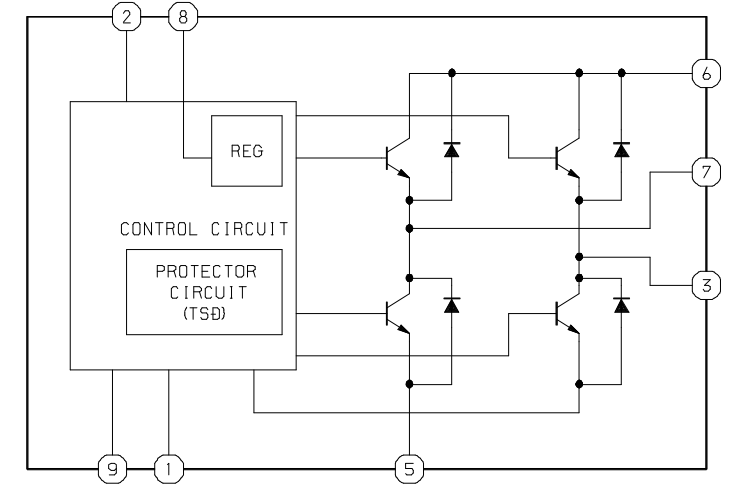 2
8
6
REG
7
CONTROL CIRCUIT
PROTECTOR
CIRCUIT
(TSD)
3
9
1
5